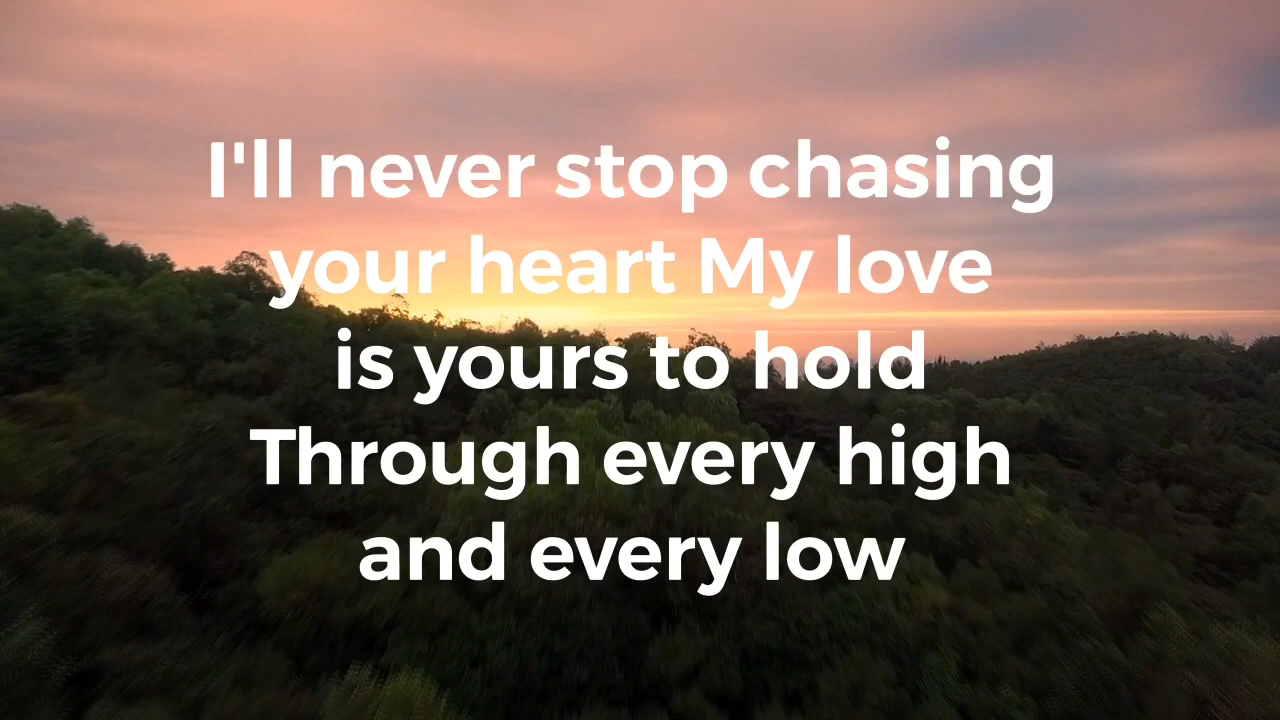 I'll never stop chasing
your heart My love
is yours to hold
Through every high
and every low